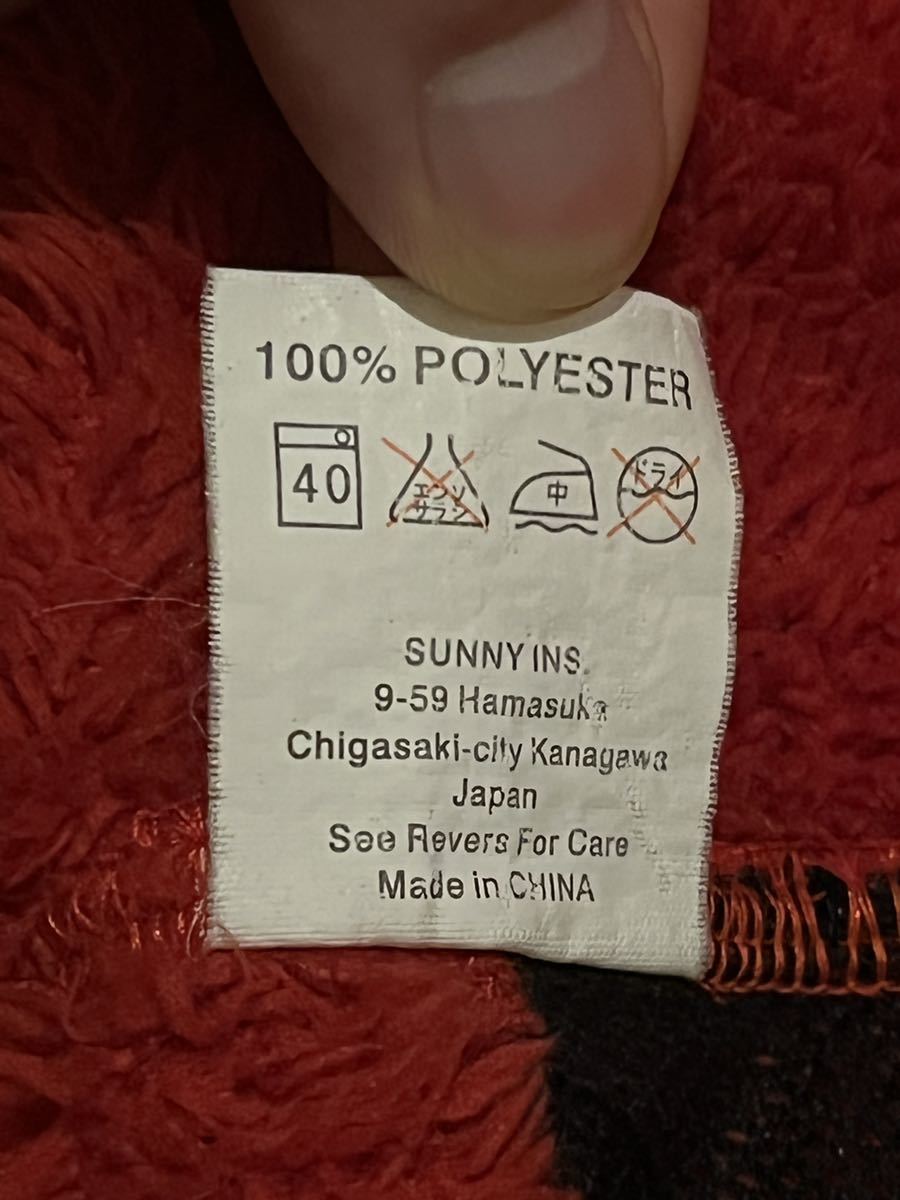 100% POLYESTER
40 エンソ サラシ 中 ドライ
SUNNY INS.
9-59 Hamasuka
Chigasaki-city Kanagawa
Japan
See Revers For Care
Made in CHINA